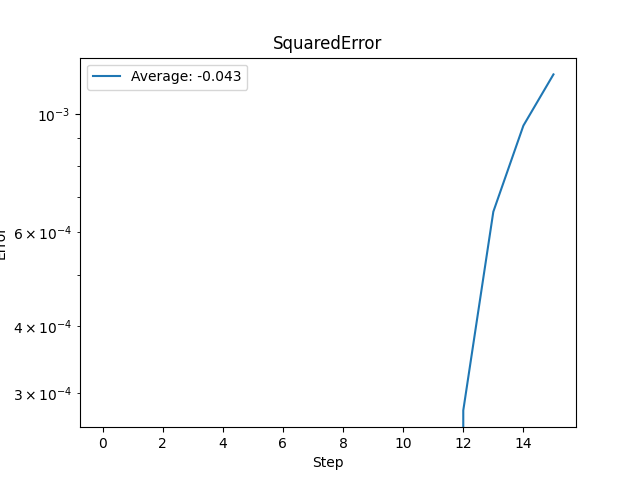 SquaredError
Average: -0.043
10⁻³
6 × 10⁻⁴
4 × 10⁻⁴
3 × 10⁻⁴
Error
0 2 4 6 8 10 12 14
Step